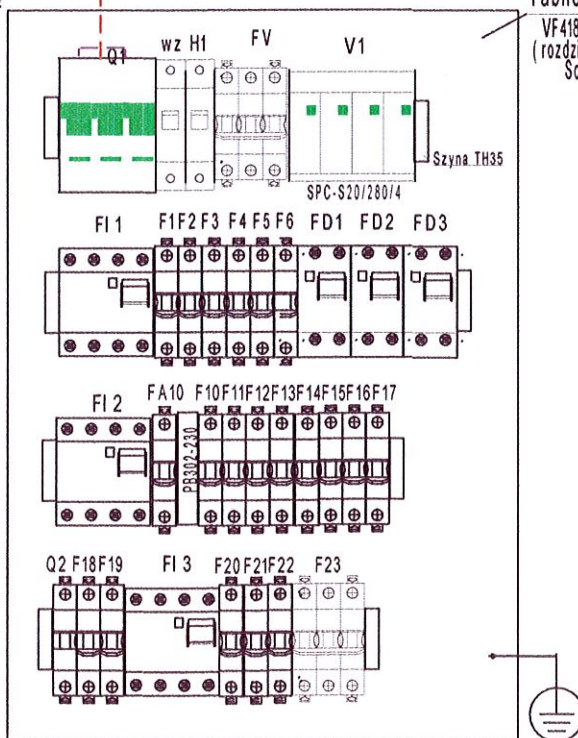 VF418
Q1 WZ H1 FV V1
Szyna TH35
SPC-S20/280/4
FI 1 F1 F2 F3 F4 F5 F6 FD1 FD2 FD3
FI 2 FA10 F10 F11 F12 F13 F14 F15 F16 F17
PB302-230
Q2 F18 F19 FI 3 F20 F21 F22 F23